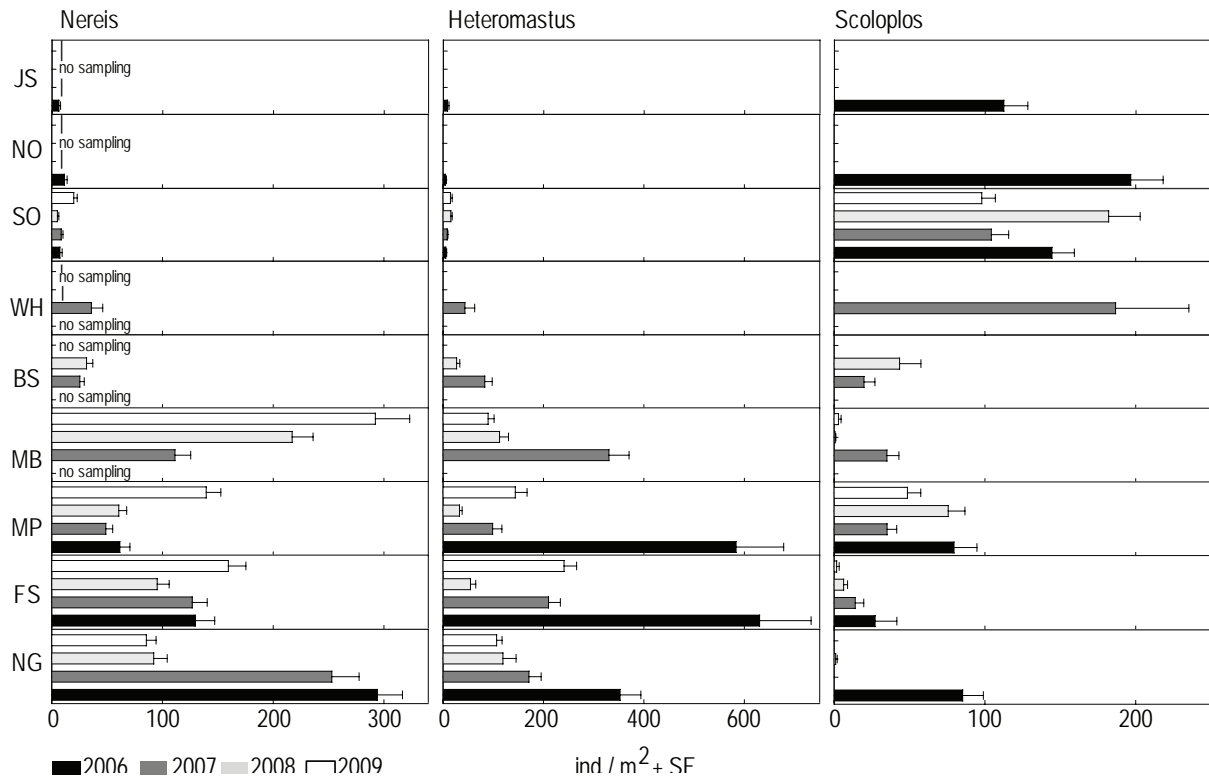 Nereis Heteromastus Scoloplos
JS no sampling
NO no sampling
SO
no sampling
WH
no sampling
no sampling
BS
no sampling
MB
no sampling
MP
FS
NG
0 100 200 300 0 200 400 600 0 100 200
2006 2007 2008 2009 ind / m² + SE